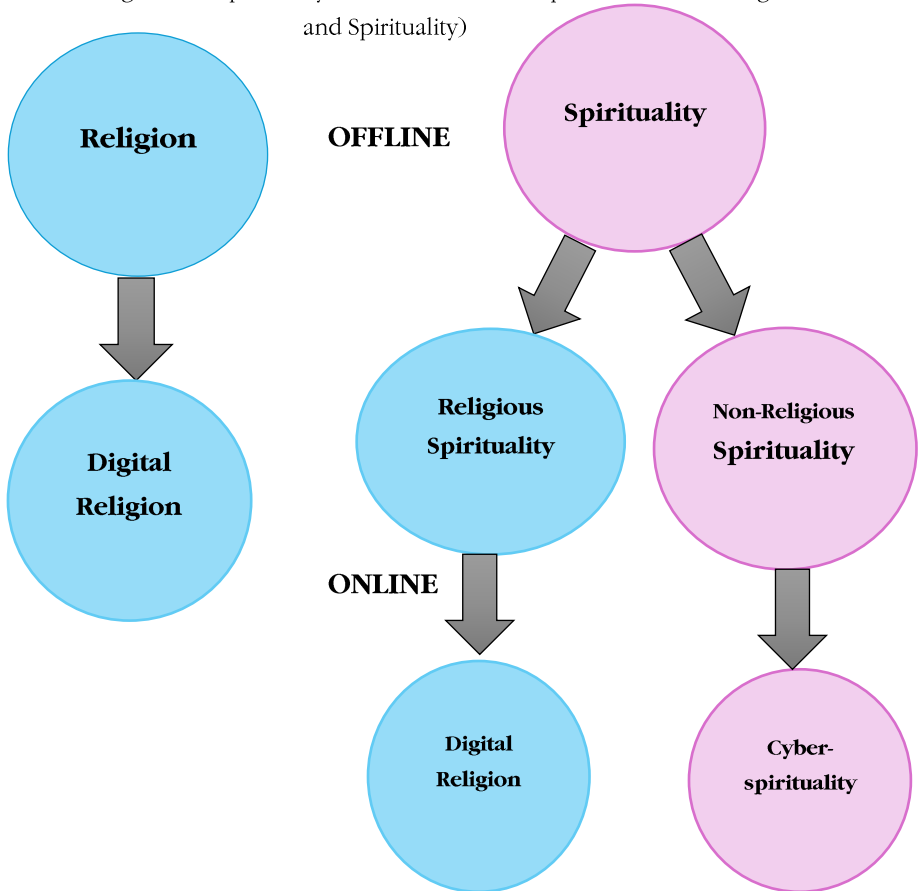 and Spirituality)
Religion
OFFLINE
Spirituality
Religious
Spirituality
Non-Religious
Spirituality
Digital
Religion
ONLINE
Digital
Religion
Cyber-
spirituality